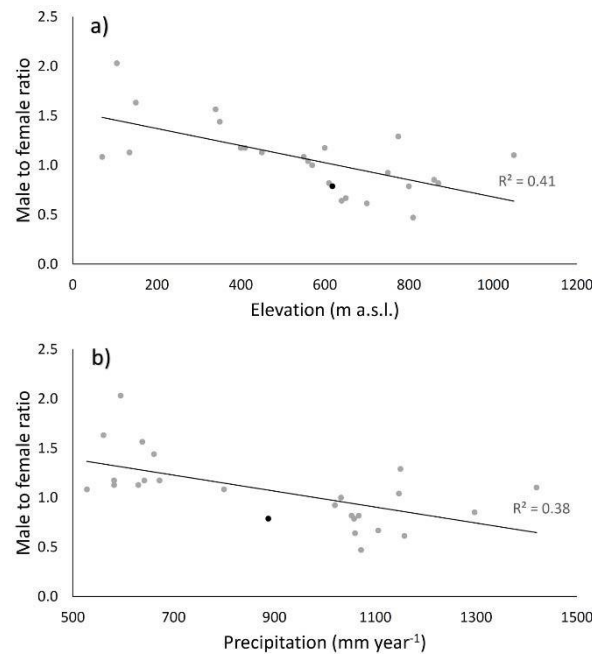 a)
2.5
2.0
1.5
1.0
0.5
0.0
Male to female ratio
R² = 0.41
0 200 400 600 800 1000 1200
Elevation (m a.s.l.)
b)
2.5
2.0
1.5
1.0
0.5
0.0
Male to female ratio
R² = 0.38
500 700 900 1100 1300 1500
Precipitation (mm year⁻¹)